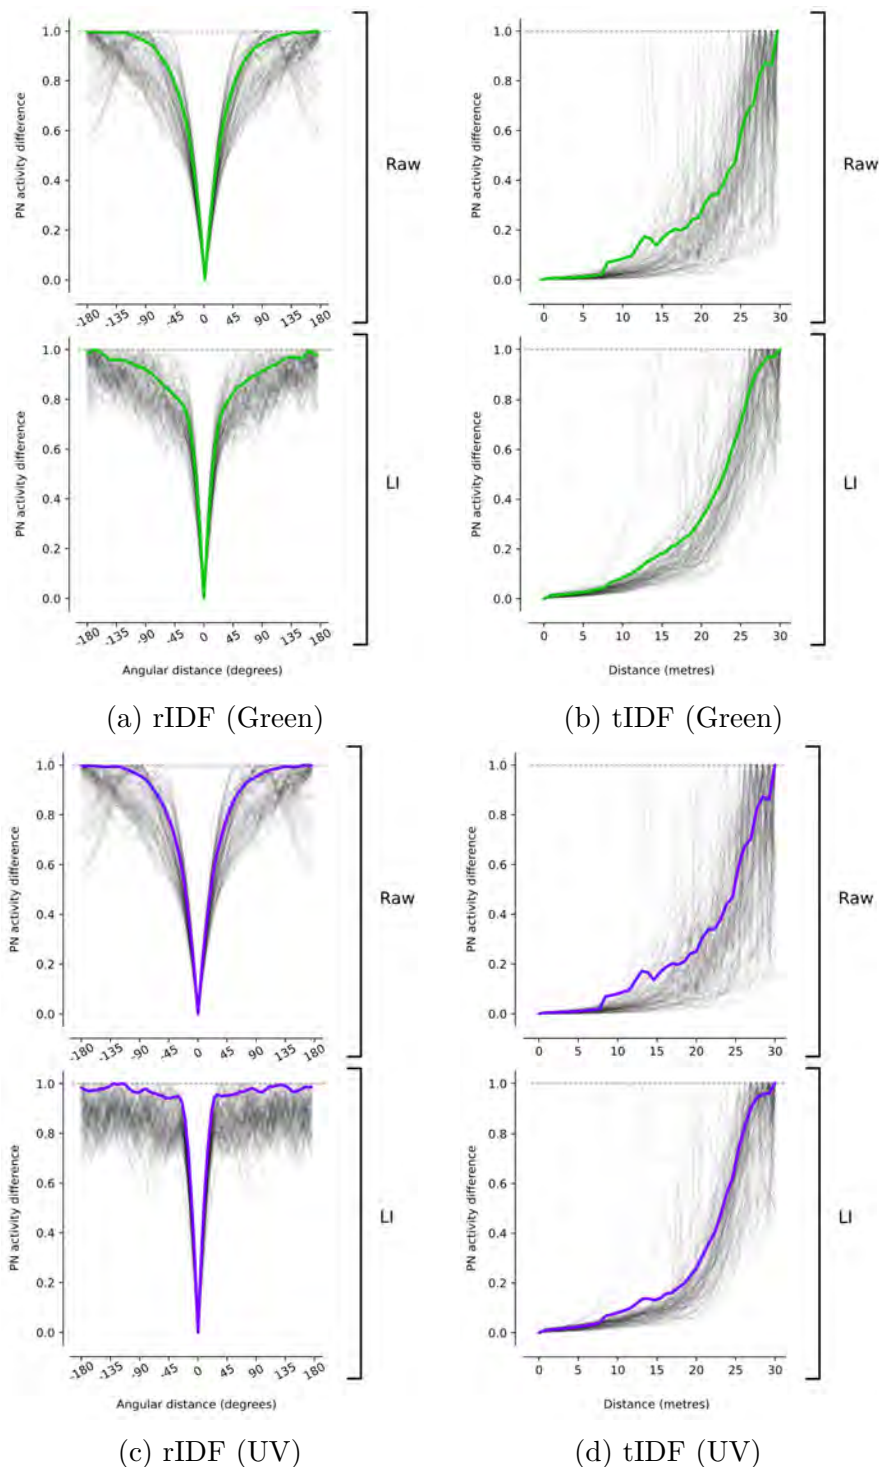 1.0
0.8
0.6
0.4
0.2
0.0
PN activity difference
-180 -135 -90 -45 0 45 90 135 180
Raw
1.0
0.8
0.6
0.4
0.2
0.0
PN activity difference
-180 -135 -90 -45 0 45 90 135 180
LI
Angular distance (degrees)
(a) rIDF (Green)
1.0
0.8
0.6
0.4
0.2
0.0
PN activity difference
0 5 10 15 20 25 30
Raw
1.0
0.8
0.6
0.4
0.2
0.0
PN activity difference
0 5 10 15 20 25 30
LI
Distance (metres)
(b) tIDF (Green)
1.0
0.8
0.6
0.4
0.2
0.0
PN activity difference
-180 -135 -90 -45 0 45 90 135 180
Raw
1.0
0.8
0.6
0.4
0.2
0.0
PN activity difference
-180 -135 -90 -45 0 45 90 135 180
LI
Angular distance (degrees)
(c) rIDF (UV)
1.0
0.8
0.6
0.4
0.2
0.0
PN activity difference
0 5 10 15 20 25 30
Raw
1.0
0.8
0.6
0.4
0.2
0.0
PN activity difference
0 5 10 15 20 25 30
LI
Distance (metres)
(d) tIDF (UV)